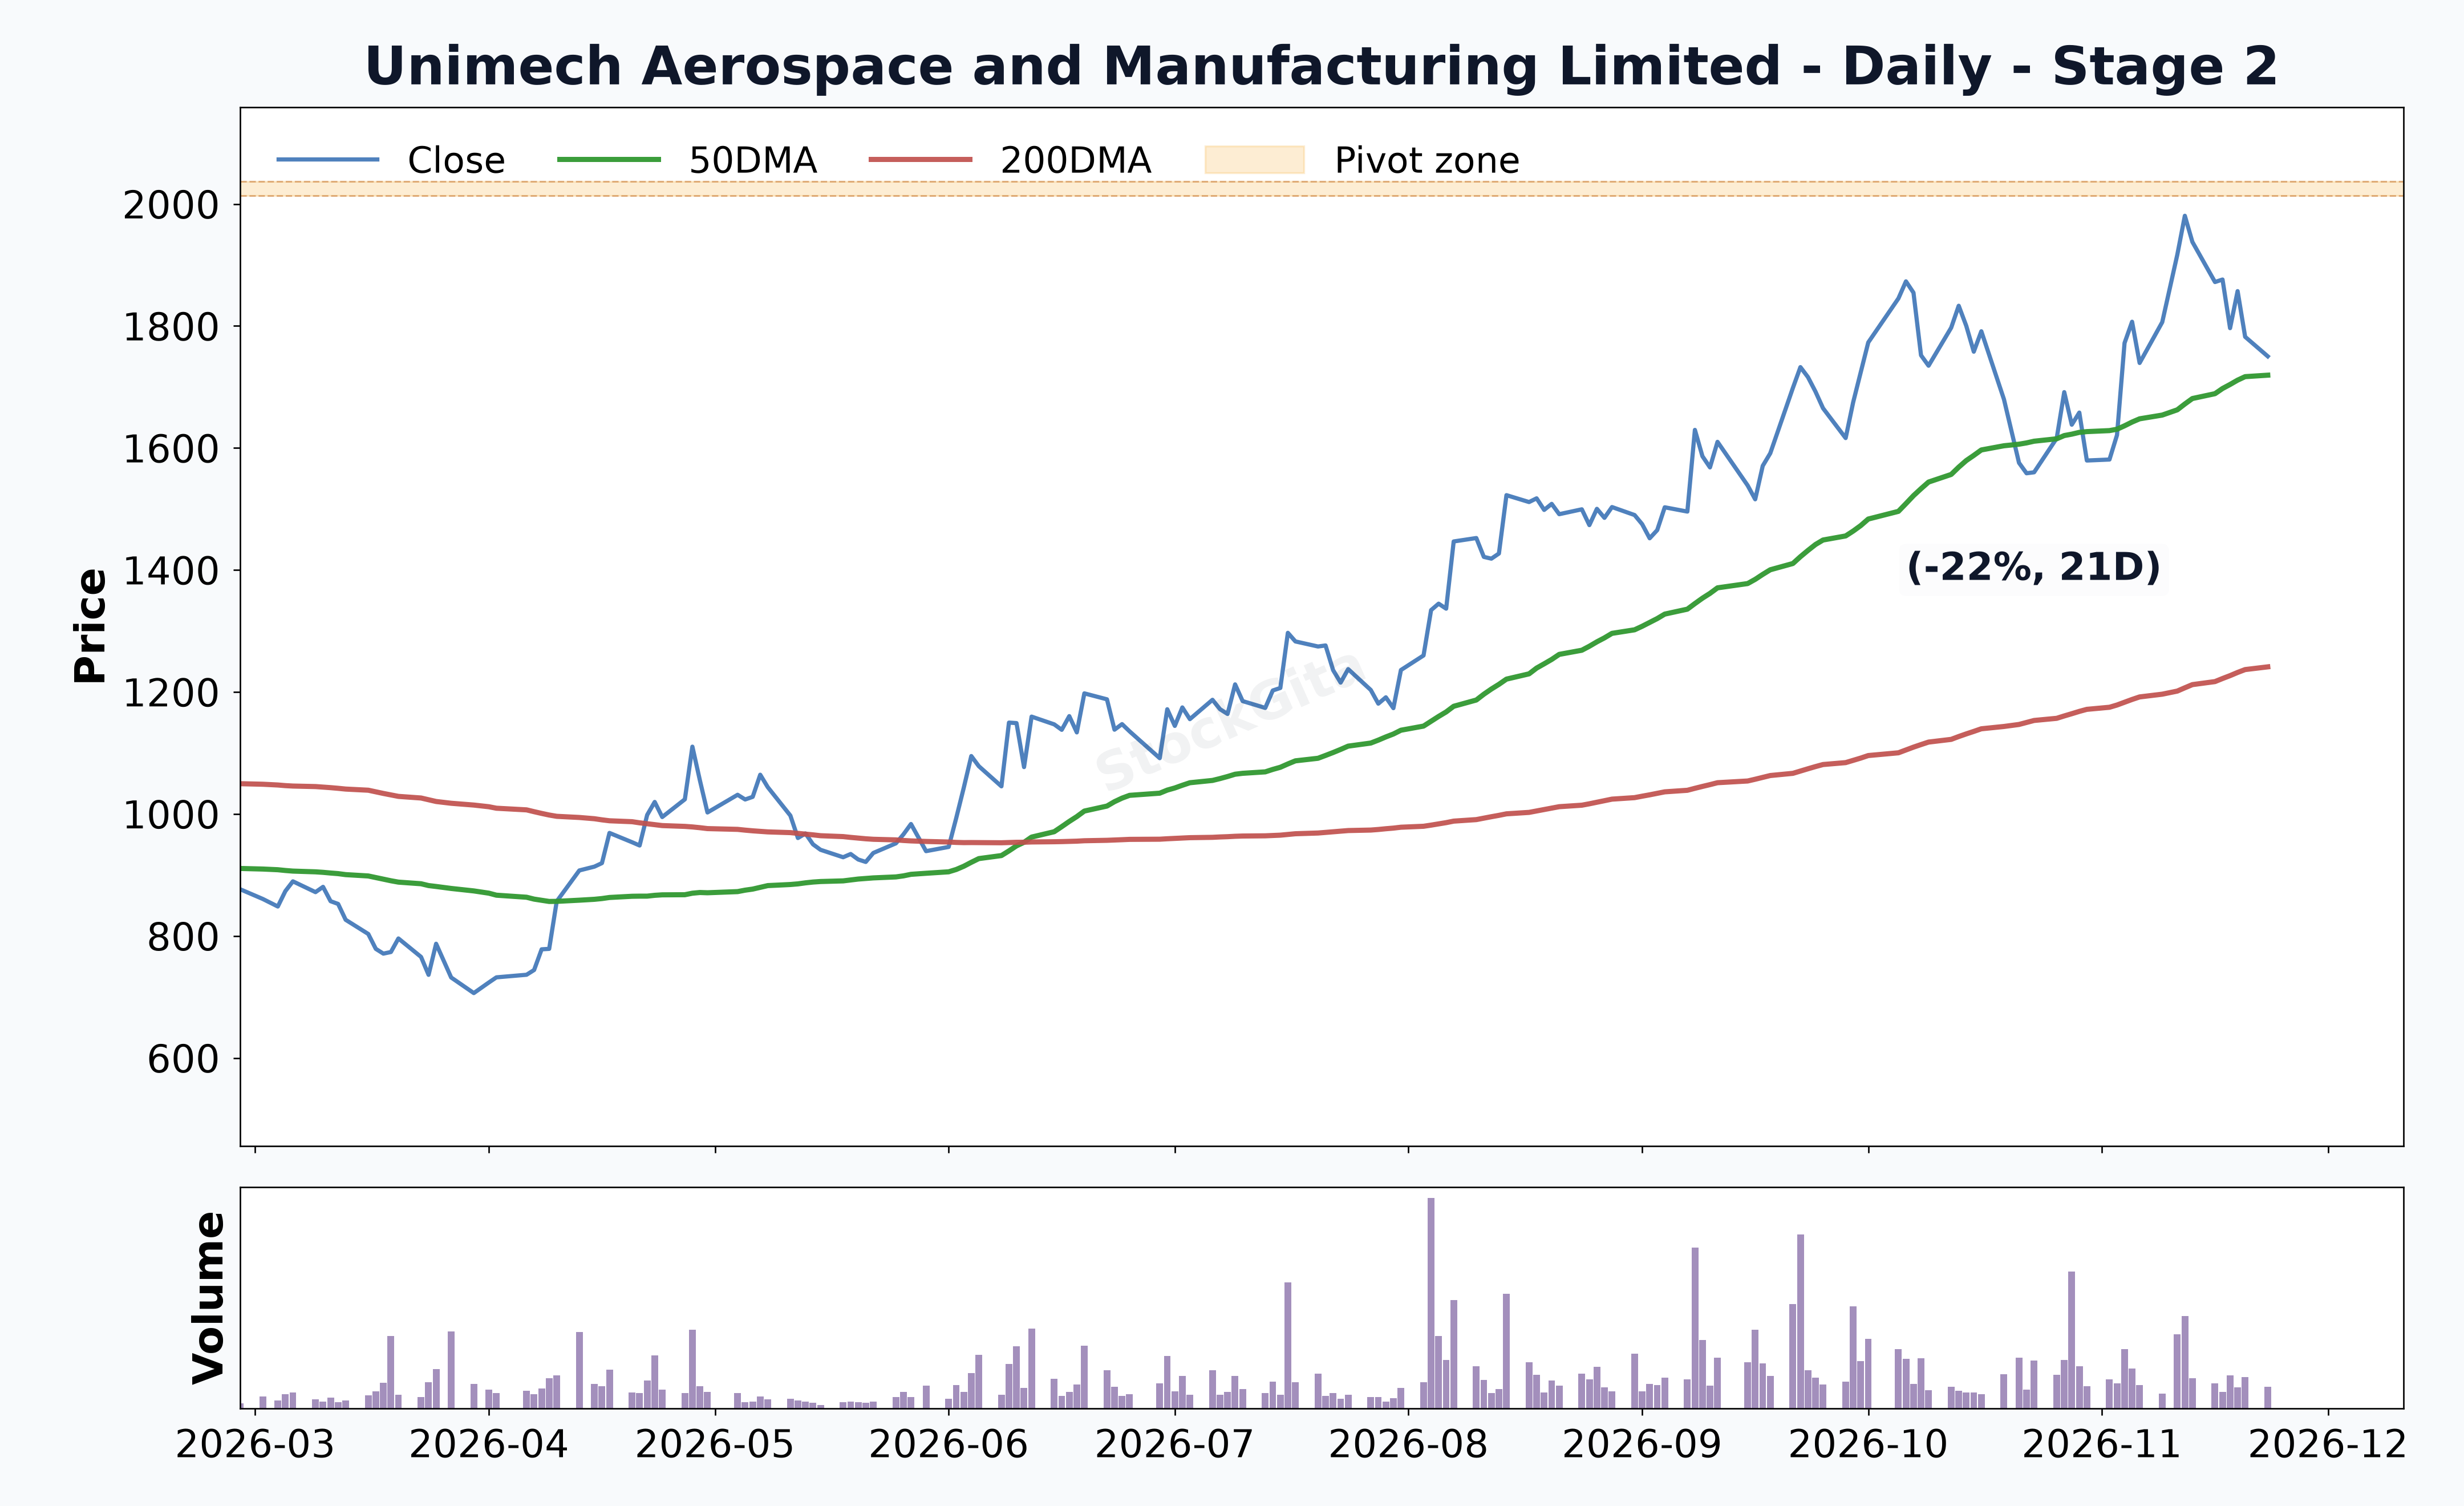 Unimech Aerospace and Manufacturing Limited - Daily - Stage 2
Close 50DMA 200DMA Pivot zone
2000
1800
1600
1400
1200
1000
800
600
Price
(-22%, 21D)
StockGita
Volume
2026-03 2026-04 2026-05 2026-06 2026-07 2026-08 2026-09 2026-10 2026-11 2026-12